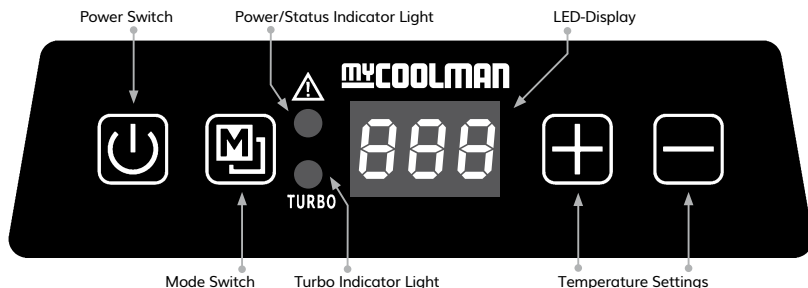 Power Switch
Power/Status Indicator Light
LED-Display
myCOOLMAN
M
888
TURBO
Mode Switch
Turbo Indicator Light
Temperature Settings